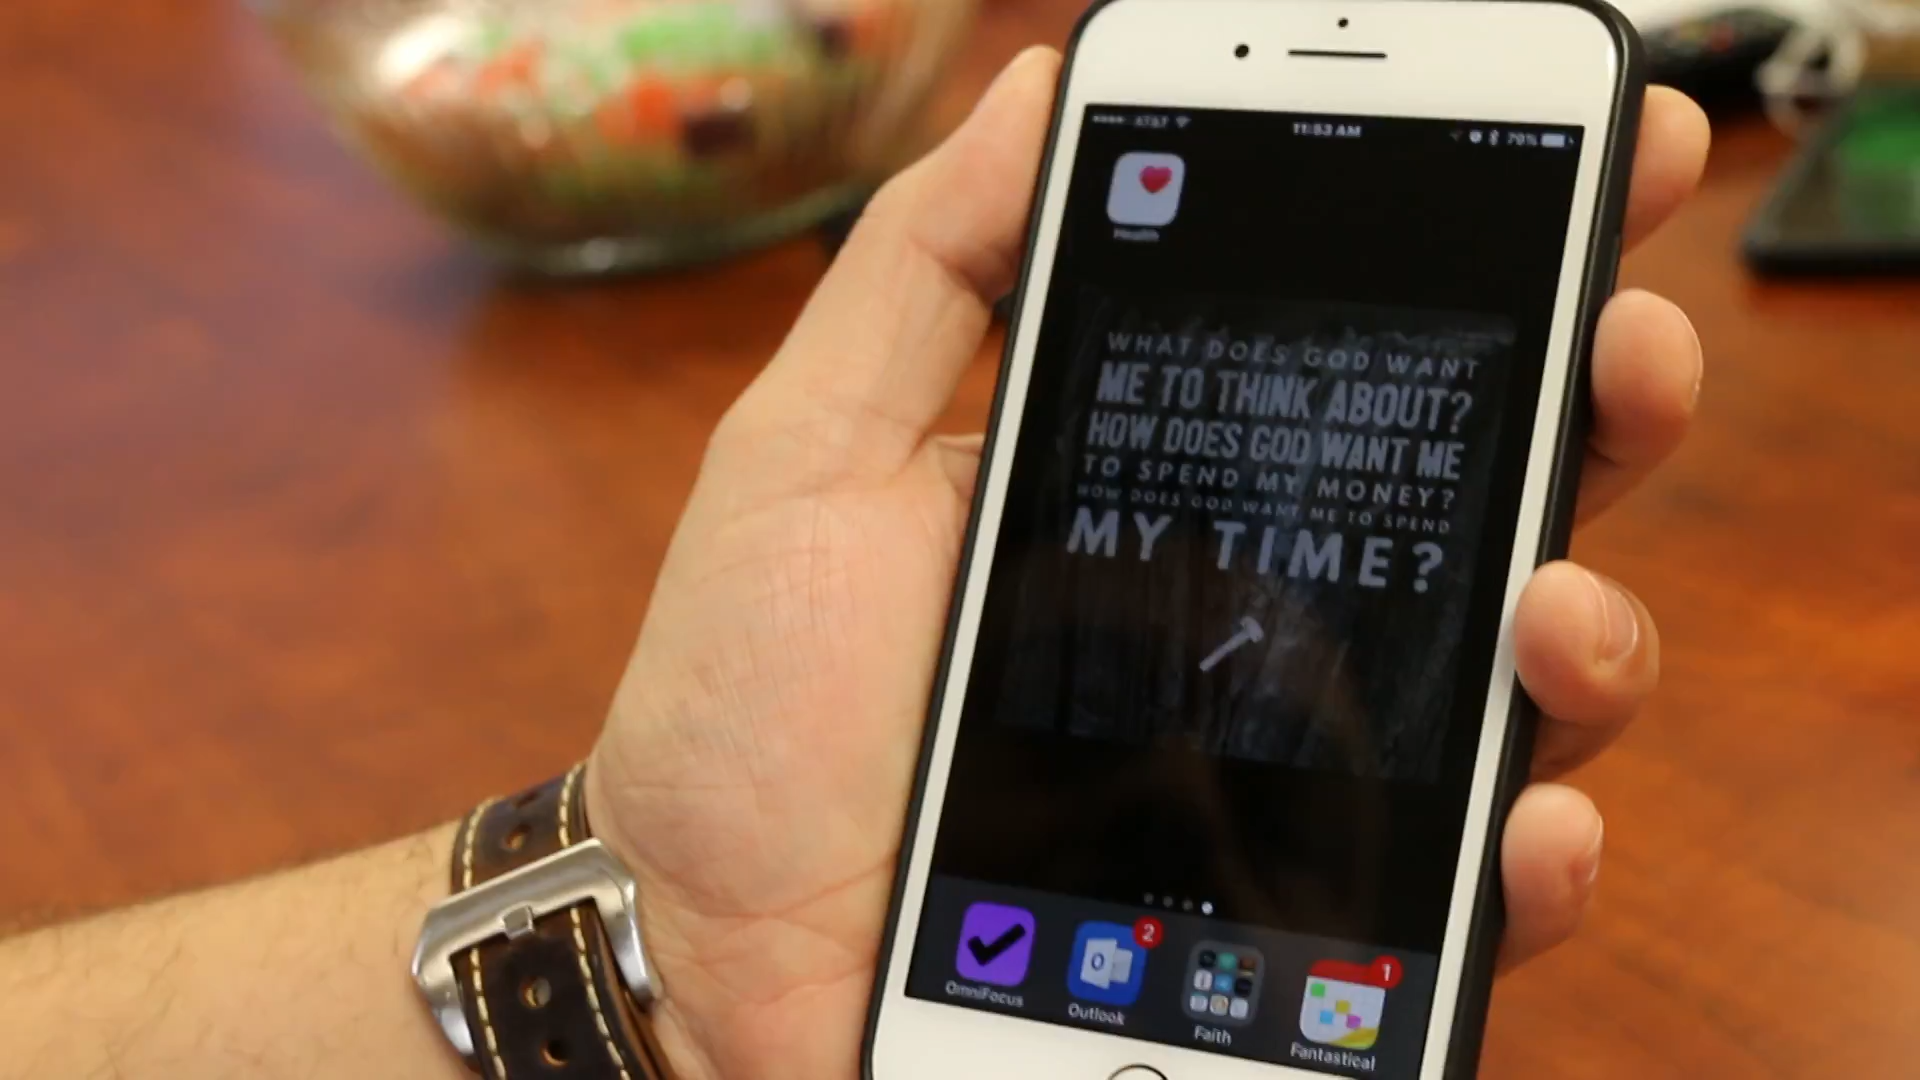 AT&T 11:53 AM 79%
Health
WHAT DOES GOD WANT
ME TO THINK ABOUT?
HOW DOES GOD WANT ME
TO SPEND MY MONEY?
HOW DOES GOD WANT ME TO SPEND
MY TIME?
2
1
OmniFocus
Outlook
Faith
Fantastical